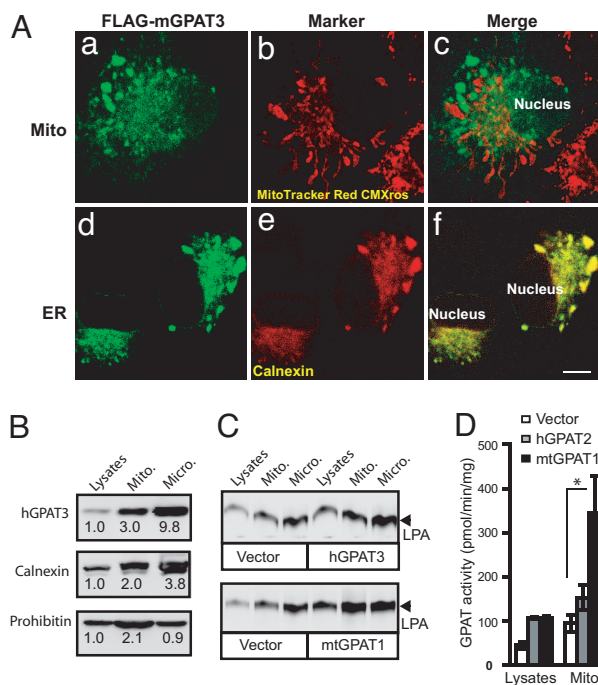 A
FLAG-mGPAT3 Marker Merge
a b c
Mito
Nucleus
MitoTracker Red CMXros
d e f
ER
Nucleus
Nucleus
Calnexin
B
Lysates Mito. Micro.
hGPAT3
1.0 3.0 9.8
Calnexin
1.0 2.0 3.8
Prohibitin
1.0 2.1 0.9
C
Lysates Mito. Micro. Lysates Mito. Micro.
LPA
Vector hGPAT3
LPA
Vector mtGPAT1
D
Vector
hGPAT2
mtGPAT1
GPAT activity (pmol/min/mg)
500
400
300
200
100
0
*
Lysates Mito